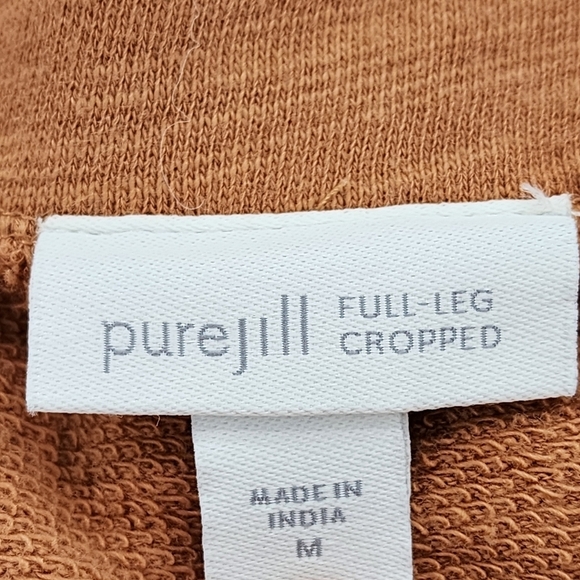 purejill
FULL-LEG
CROPPED
MADE IN
INDIA
M